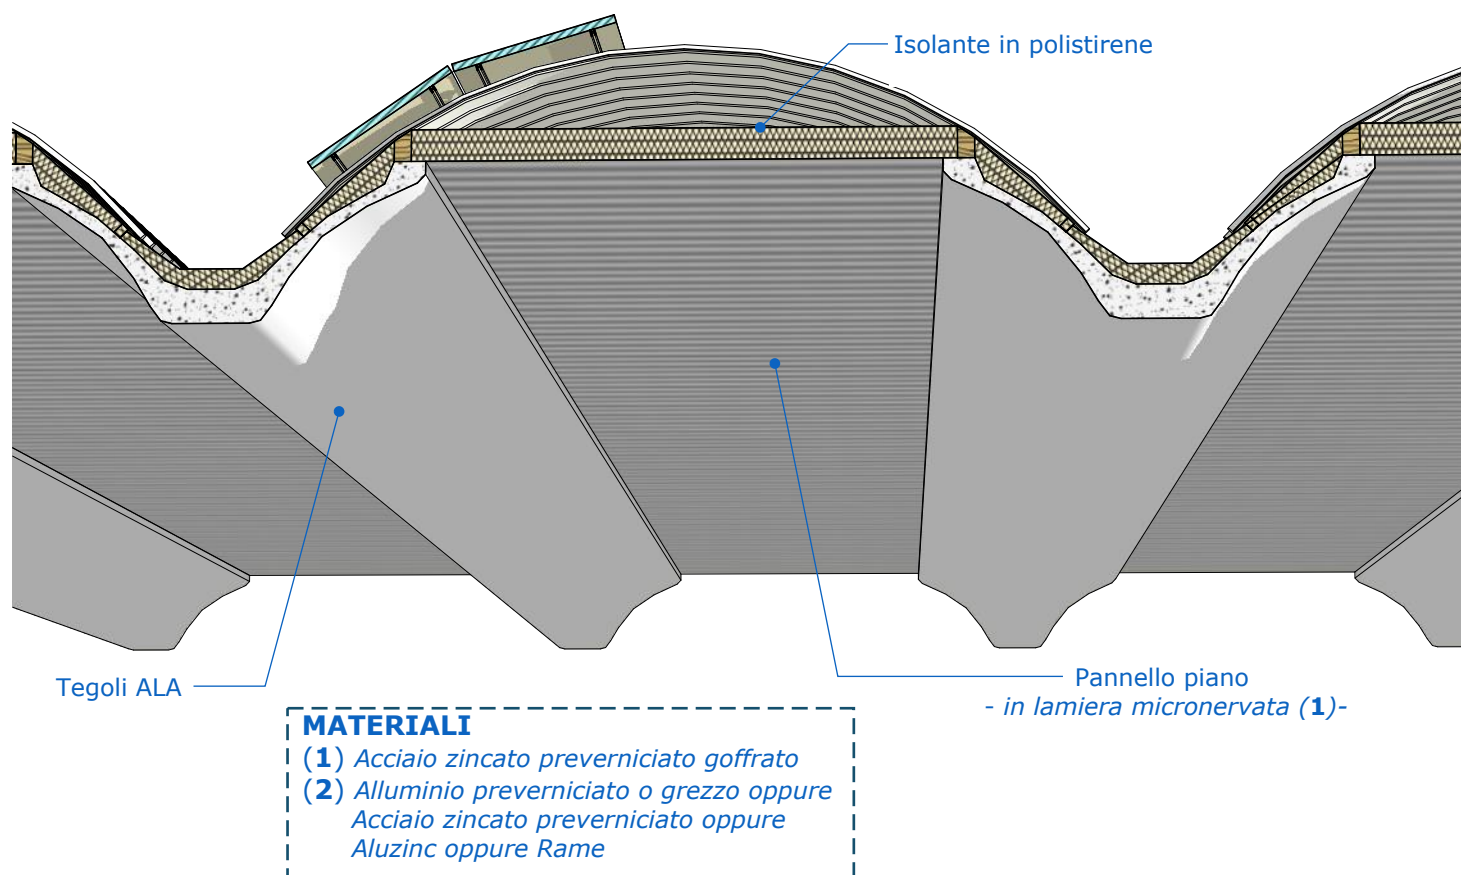 Isolante in polistirene
Tegoli ALA
Pannello piano
- in lamiera micronervata (1)-
MATERIALI
(1) Acciaio zincato preverniciato goffrato
(2) Alluminio preverniciato o grezzo oppure
Acciaio zincato preverniciato oppure
Aluzinc oppure Rame